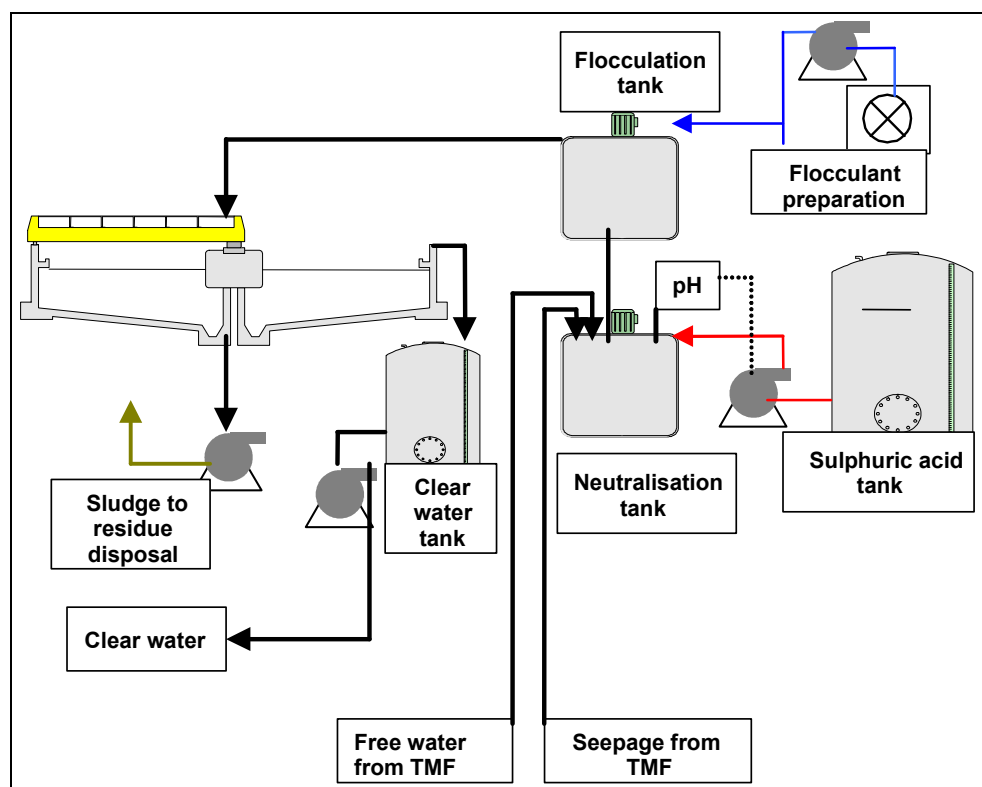 Flocculation
tank
Flocculant
preparation
pH
Sulphuric acid
tank
Neutralisation
tank
Clear
water
tank
Sludge to
residue
disposal
Clear water
Free water
from TMF
Seepage from
TMF